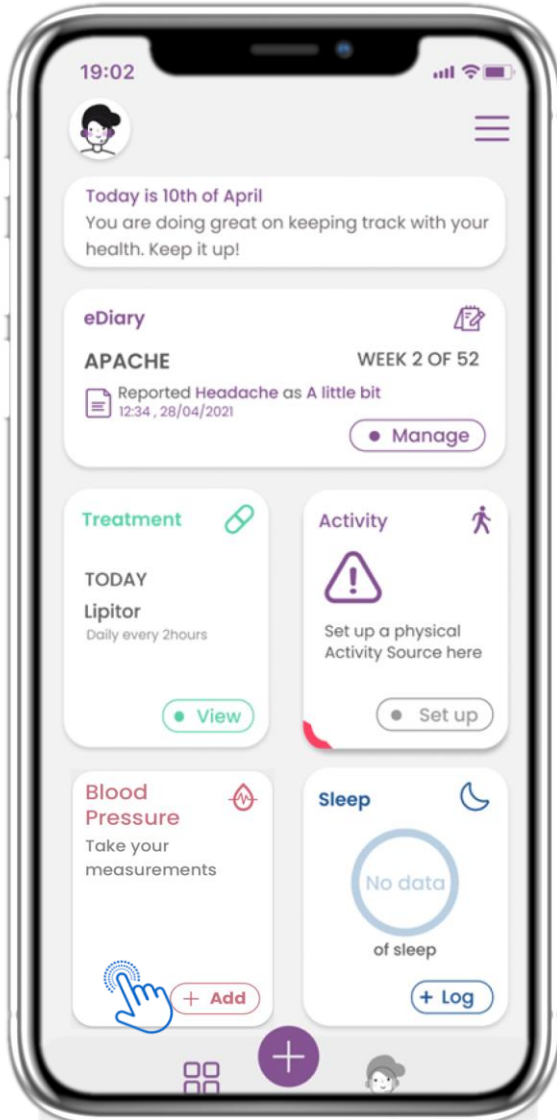 19:02
Today is 10th of April
You are doing great on keeping track with your
health. Keep it up!
eDiary
APACHE
WEEK 2 OF 52
Reported Headache as A little bit
12:34 , 28/04/2021
Manage
Treatment
TODAY
Lipitor
Daily every 2hours
View
Activity
Set up a physical
Activity Source here
Set up
Blood
Pressure
Take your
measurements
+ Add
Sleep
No data
of sleep
+ Log